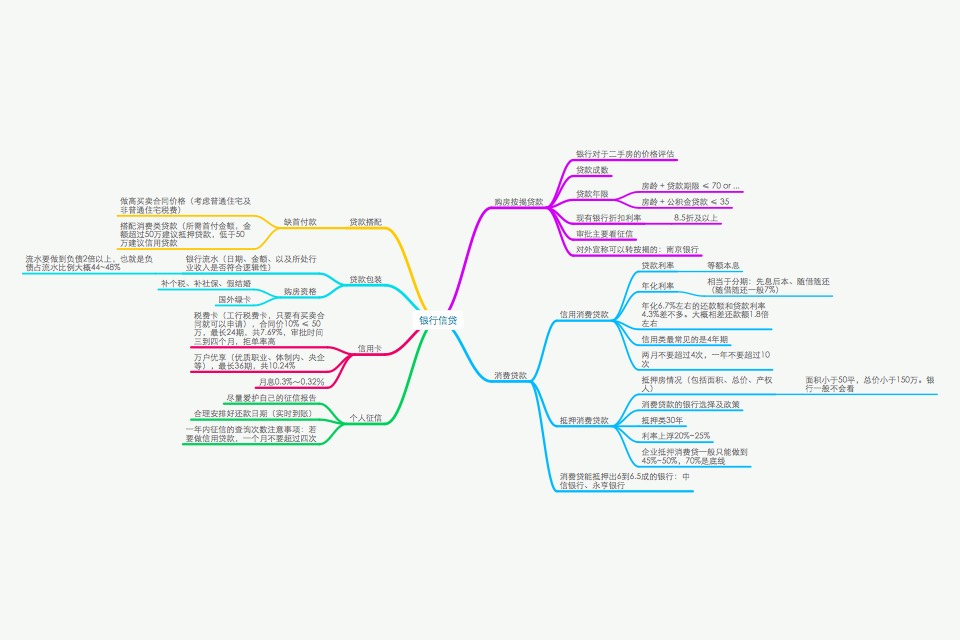 银行信贷
购房按揭贷款
银行对于二手房的价格评估
贷款成数
贷款年限
房龄 + 贷款期限 ≤ 70 or ...
房龄 + 公积金贷款 ≤ 35
现有银行折扣利率
8.5折及以上
审批主要看征信
对外宣称可以转按揭的：南京银行
消费贷款
信用消费贷款
贷款利率
等额本息
年化利率
相当于分期：先息后本、随借随还
（随借随还一般7%）
年化6.7%左右的还款额和贷款利率
4.3%差不多。大概相差还款额1.8倍
左右
信用类最常见的是4年期
两月不要超过4次，一年不要超过10
次
抵押消费贷款
抵押房情况（包括面积、总价、产权
人）
面积小于50平，总价小于150万。银
行一般不会看
消费贷款的银行选择及政策
抵押类30年
利率上浮20%~25%
企业抵押消费贷一般只能做到
45%~50%，70%是底线
消费贷能抵押出6到6.5成的银行：中
信银行、永亨银行
贷款搭配
缺首付款
做高买卖合同价格（考虑普通住宅及
非普通住宅税费）
搭配消费类贷款（所需首付金额，金
额超过50万建议抵押贷款，低于50
万建议信用贷款
贷款包装
银行流水（日期、金额、以及所处行
业收入是否符合逻辑性）
流水要做到负债2倍以上，也就是负
债占流水比例大概44~48%
购房资格
补个税、补社保、假结婚
国外绿卡
信用卡
税费卡（工行税费卡，只要有买卖合
同就可以申请），合同价10% ≤ 50
万，最长24期，共7.69%，审批时间
三到四个月，拒单率高
万户优享（优质职业、体制内、央企
等），最长36期，共10.24%
月息0.3%～0.32%
个人征信
尽量爱护自己的征信报告
合理安排好还款日期（实时到账）
一年内征信的查询次数注意事项：若
要做信用贷款，一个月不要超过四次